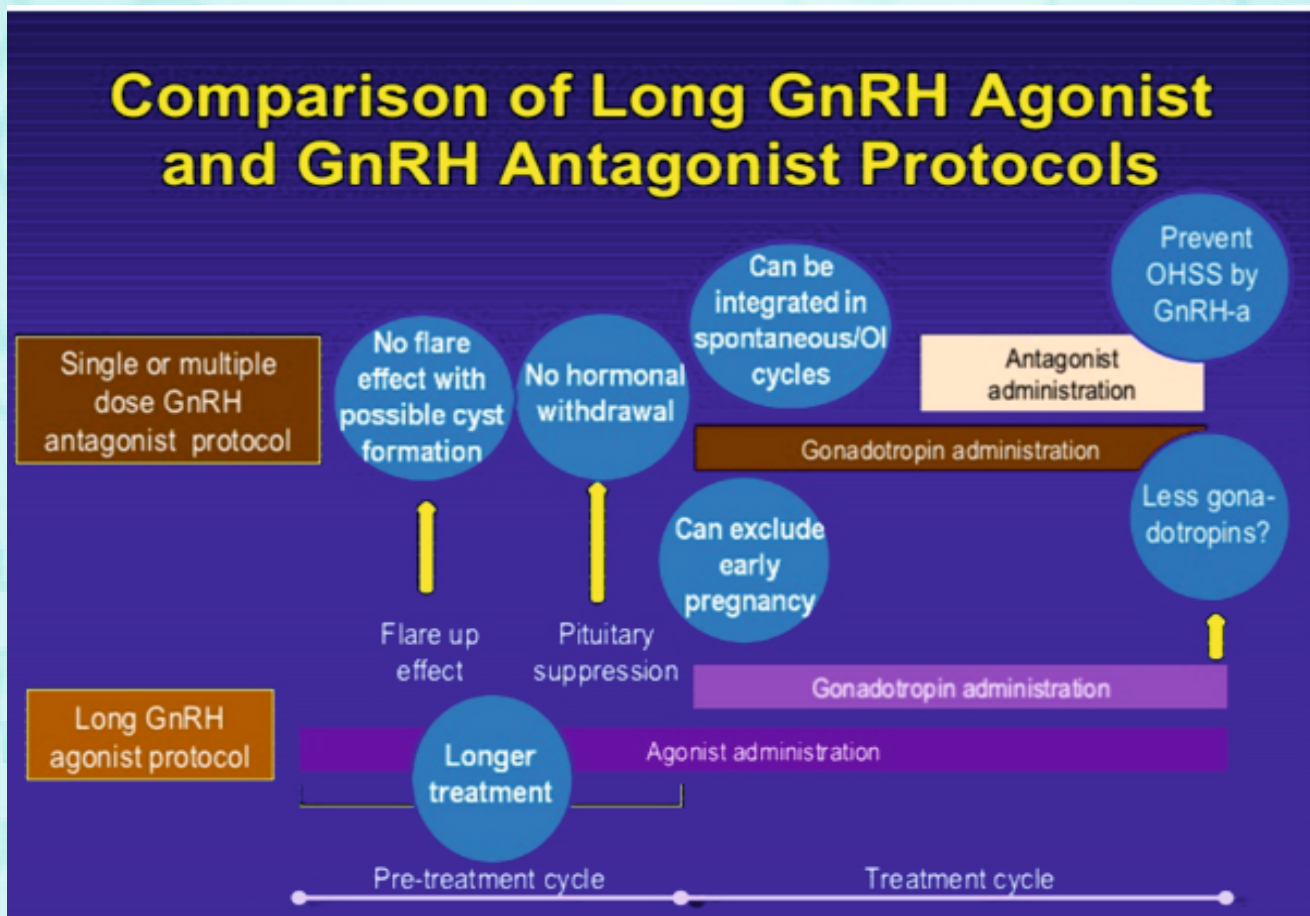 Comparison of Long GnRH Agonist
and GnRH Antagonist Protocols
Prevent
OHSS by
GnRH-a
Can be
integrated in
spontaneous/OI
cycles
No flare
effect with
possible cyst
formation
No hormonal
withdrawal
Single or multiple
dose GnRH
antagonist protocol
Antagonist
administration
Gonadotropin administration
Less gona-
dotropins?
Can exclude
early
pregnancy
Flare up
effect
Pituitary
suppression
Gonadotropin administration
Long GnRH
agonist protocol
Longer
treatment
Agonist administration
Pre-treatment cycle
Treatment cycle